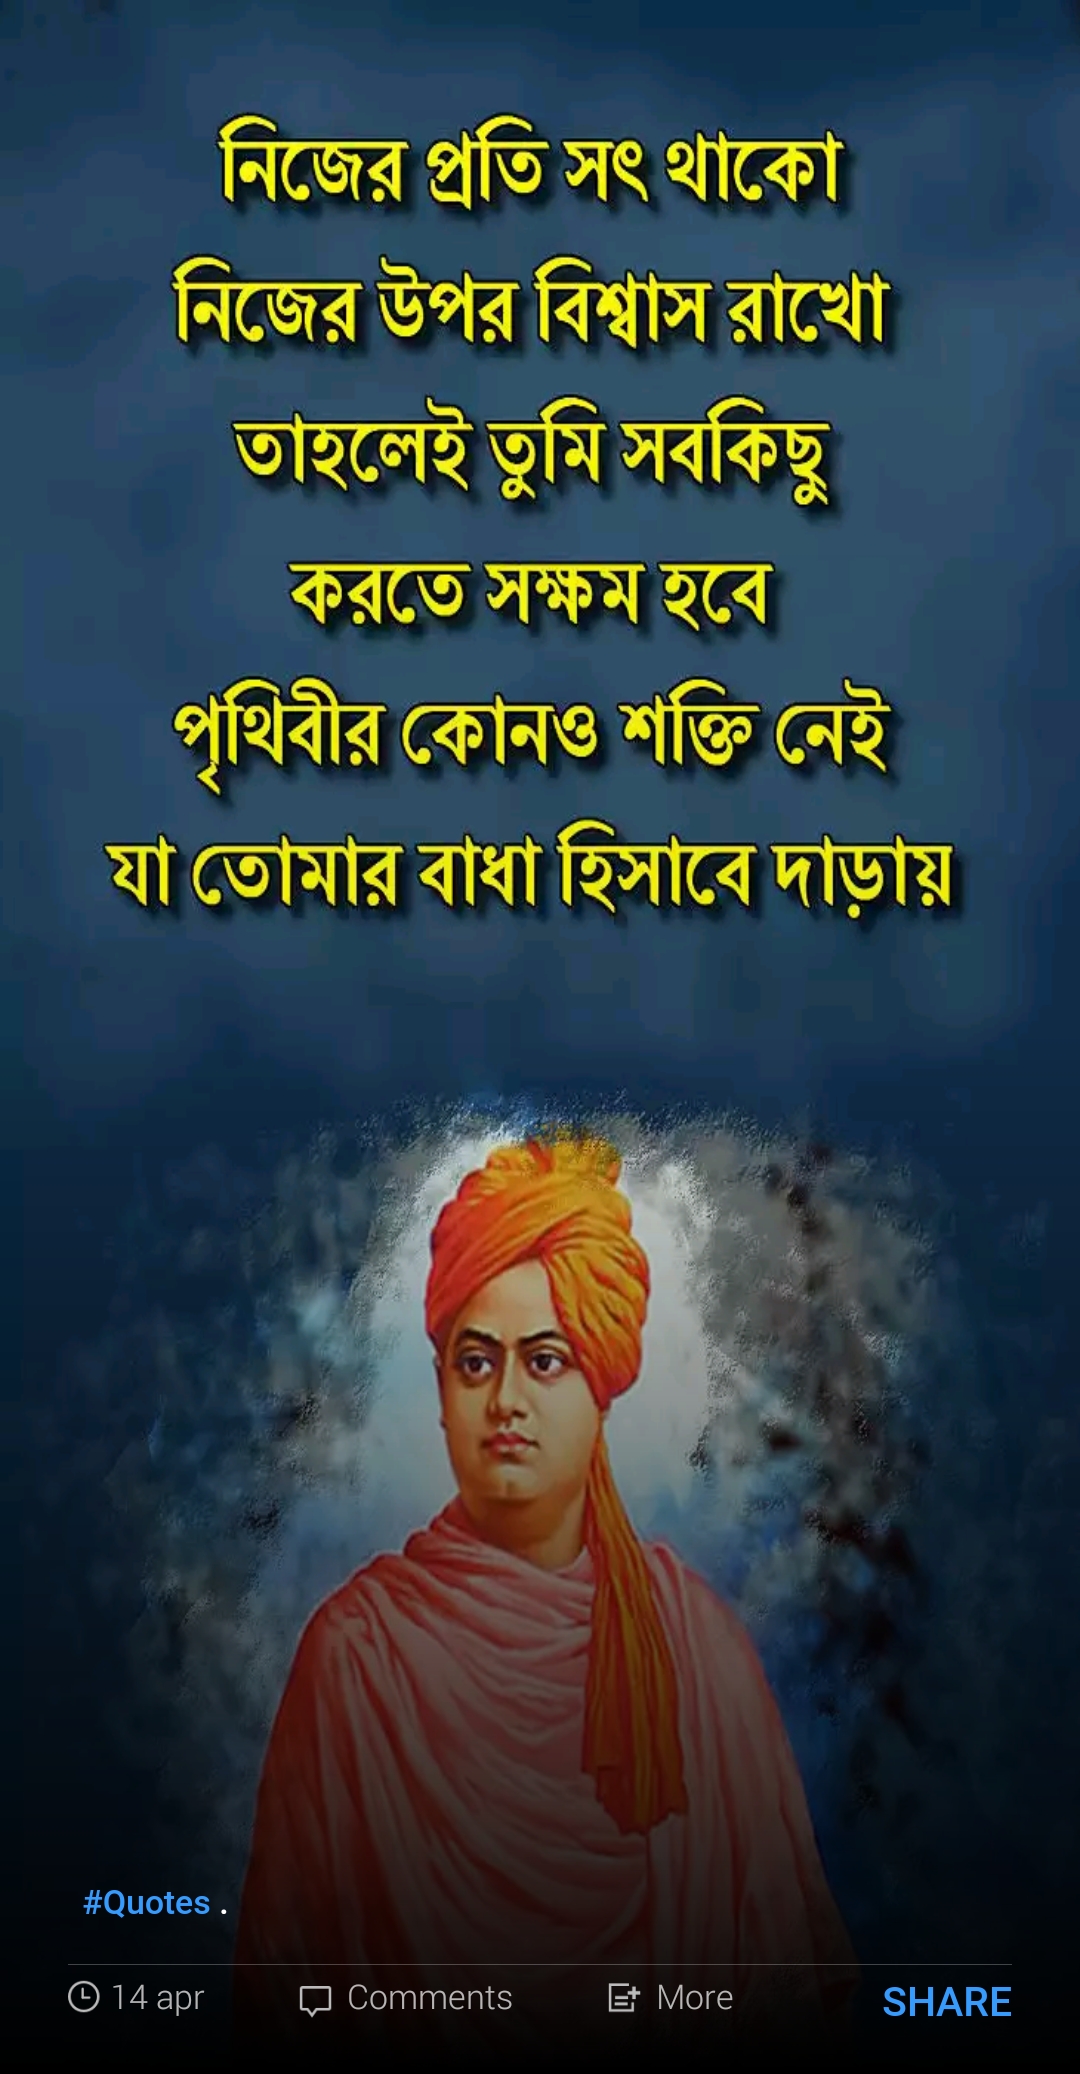 নিজের প্রতি সৎ থাকো
নিজের উপর বিশ্বাস রাখো
তাহলেই তুমি সবকিছু
করতে সক্ষম হবে
পৃথিবীর কোনও শক্তি নেই
যা তোমার বাধা হিসাবে দাড়ায়
#Quotes .
14 apr
Comments
More
SHARE